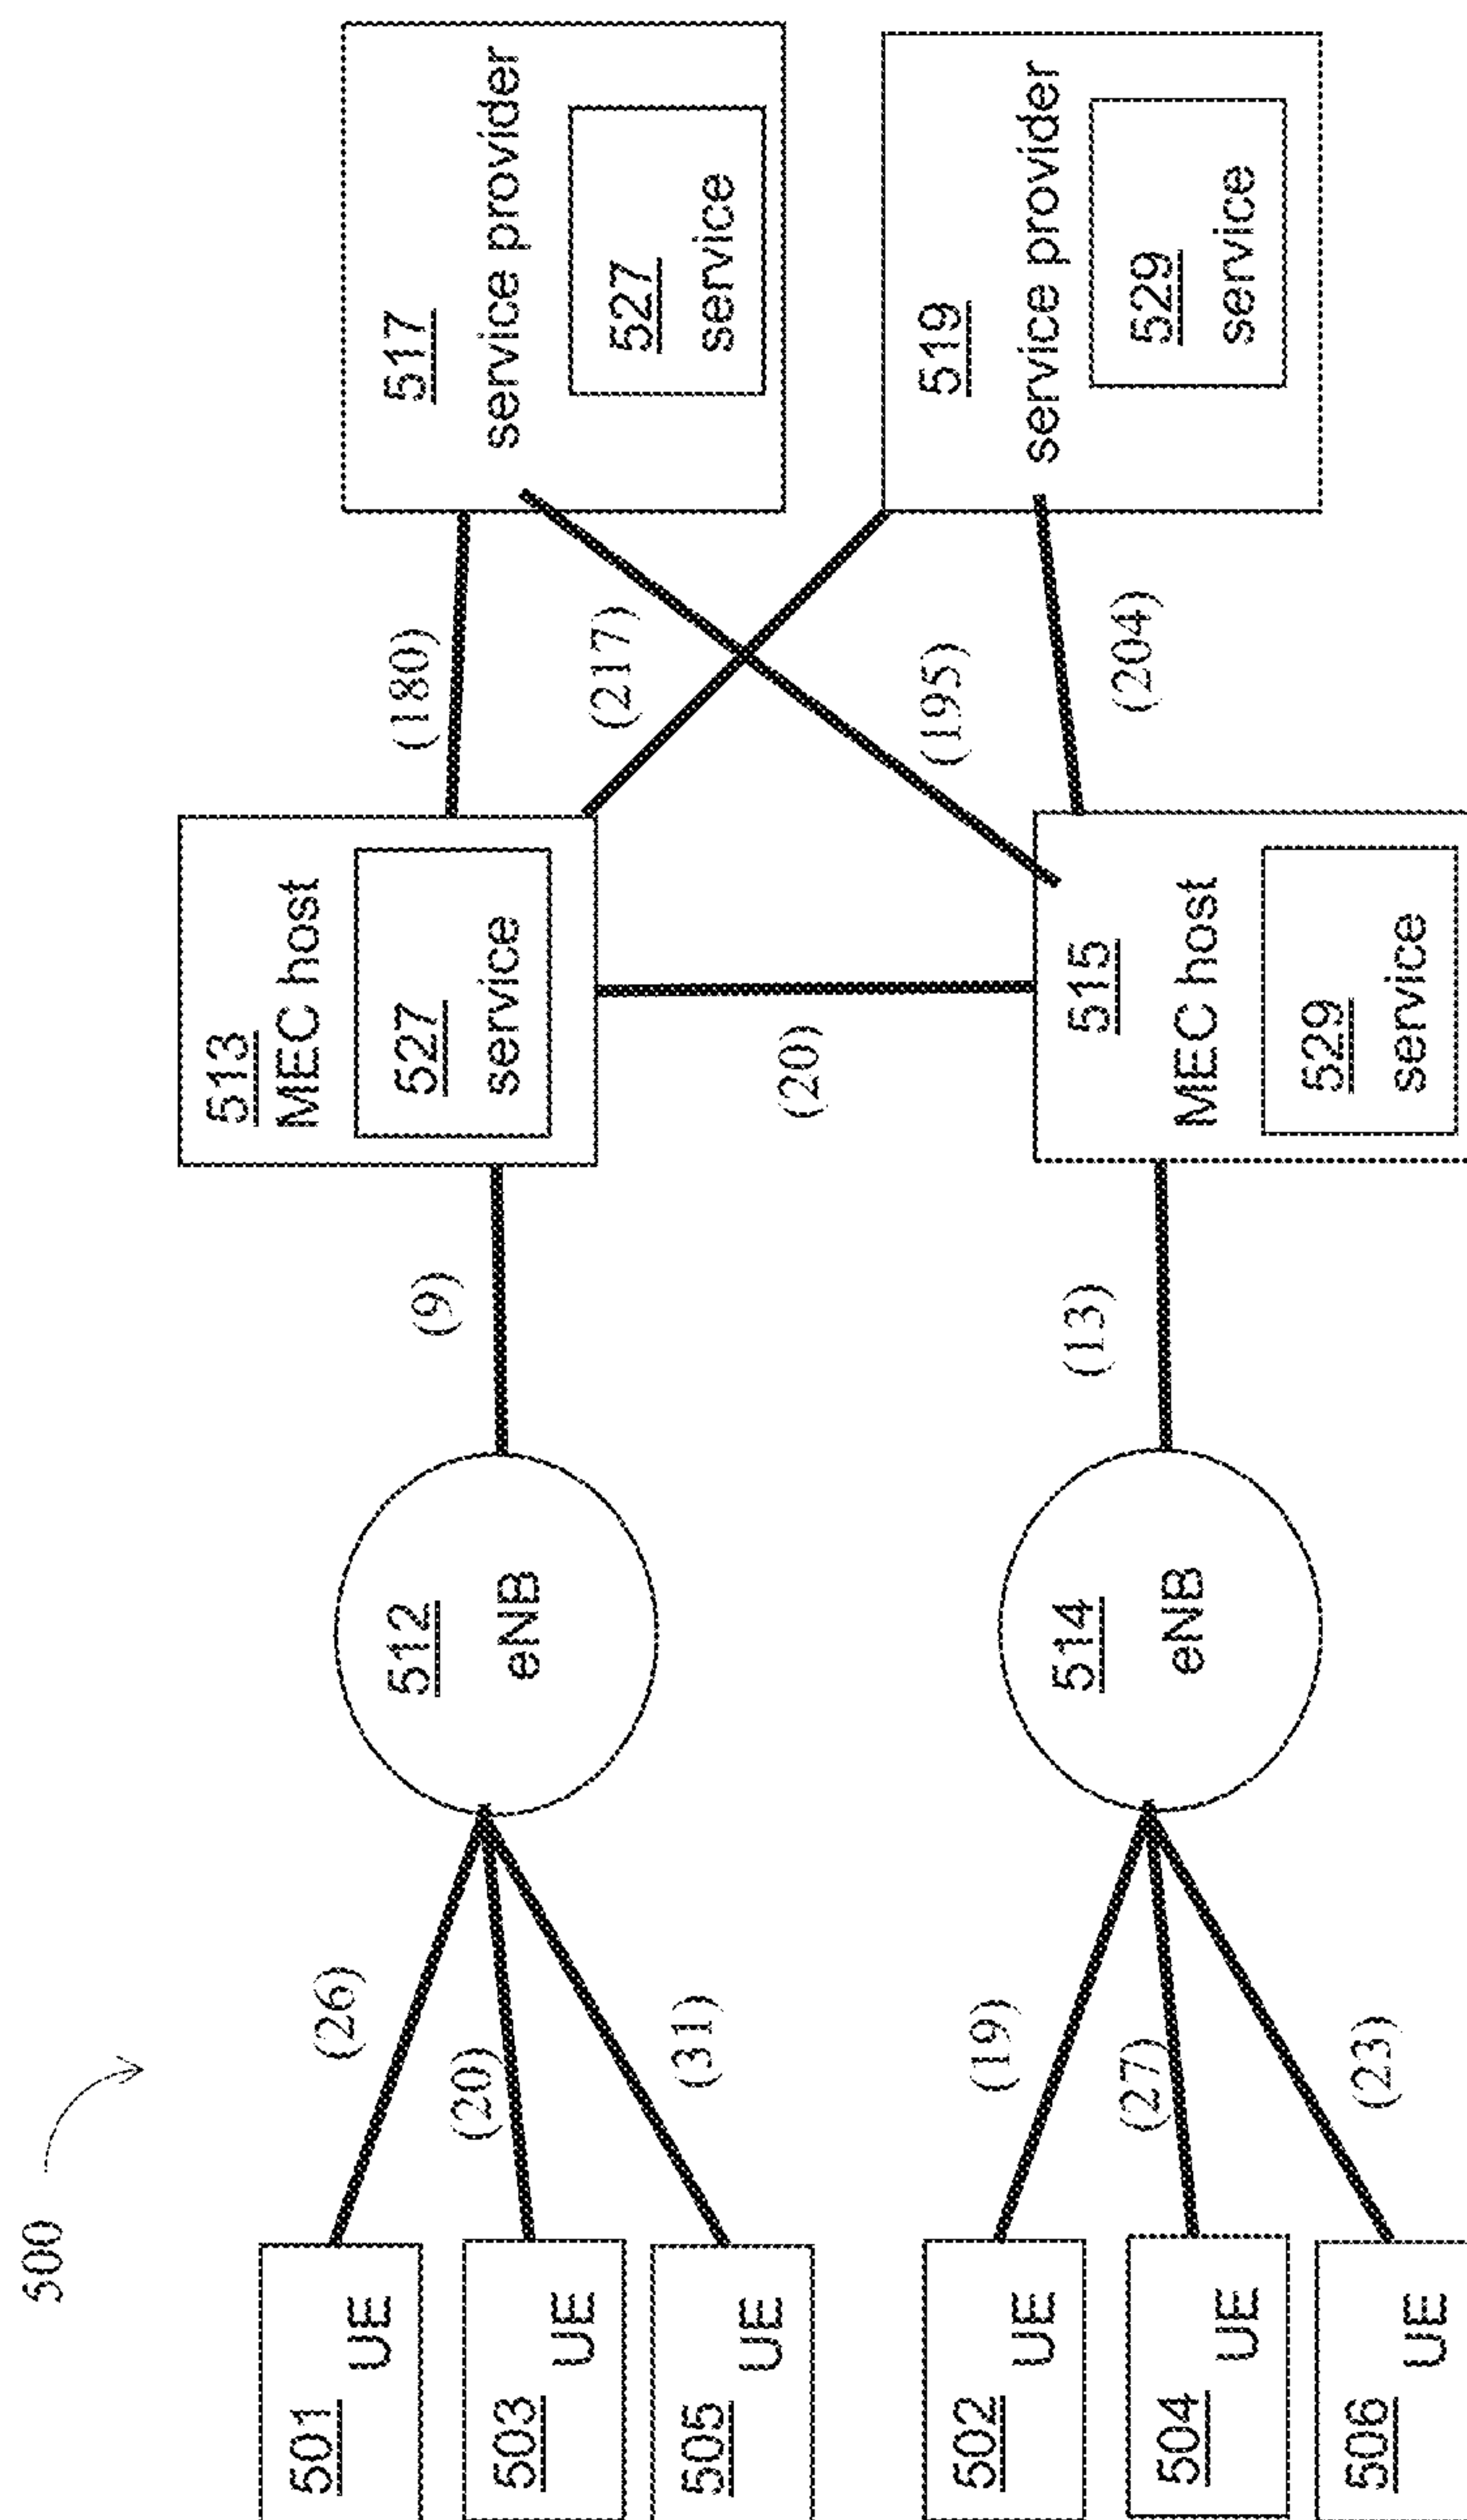 500
501
UE
503
UE
505
UE
502
UE
504
UE
506
UE
(26)
(20)
(31)
(19)
(27)
(23)
512
eNB
514
eNB
(9)
(13)
513
MEC host
527
service
(20)
515
MEC host
529
service
(180)
(217)
(195)
(204)
517
service provider
527
service
519
service provider
529
service